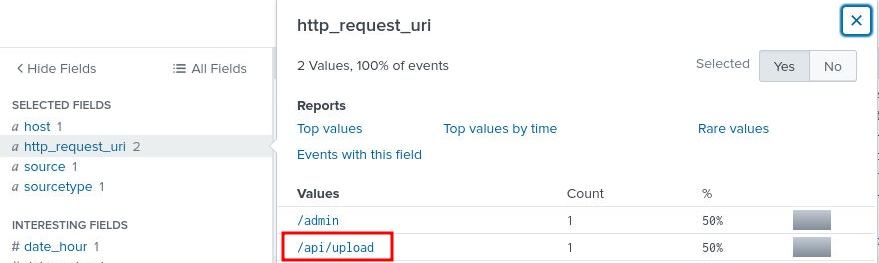 http_request_uri
Hide Fields
All Fields
2 Values, 100% of events
Selected
Yes
No
SELECTED FIELDS
a host 1
a http_request_uri 2
a source 1
a sourcetype 1
INTERESTING FIELDS
# date_hour 1
Reports
Top values
Top values by time
Rare values
Events with this field
Values Count %
/admin 1 50%
/api/upload 1 50%